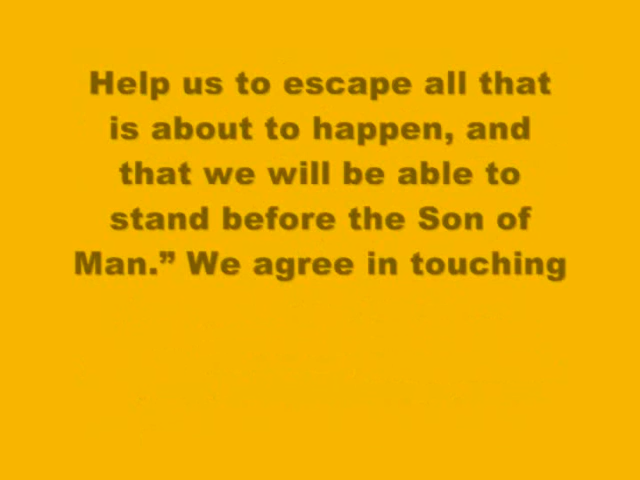 Help us to escape all that
is about to happen, and
that we will be able to
stand before the Son of
Man.” We agree in touching